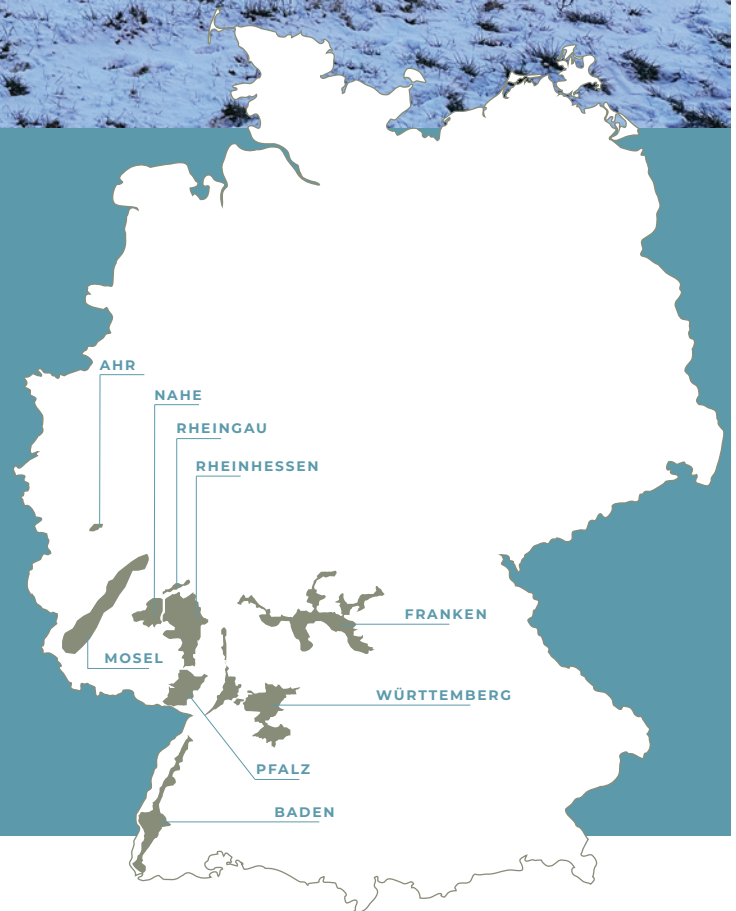 AHR
NAHE
RHEINGAU
RHEINHESSEN
FRANKEN
MOSEL
WÜRTTEMBERG
PFALZ
BADEN